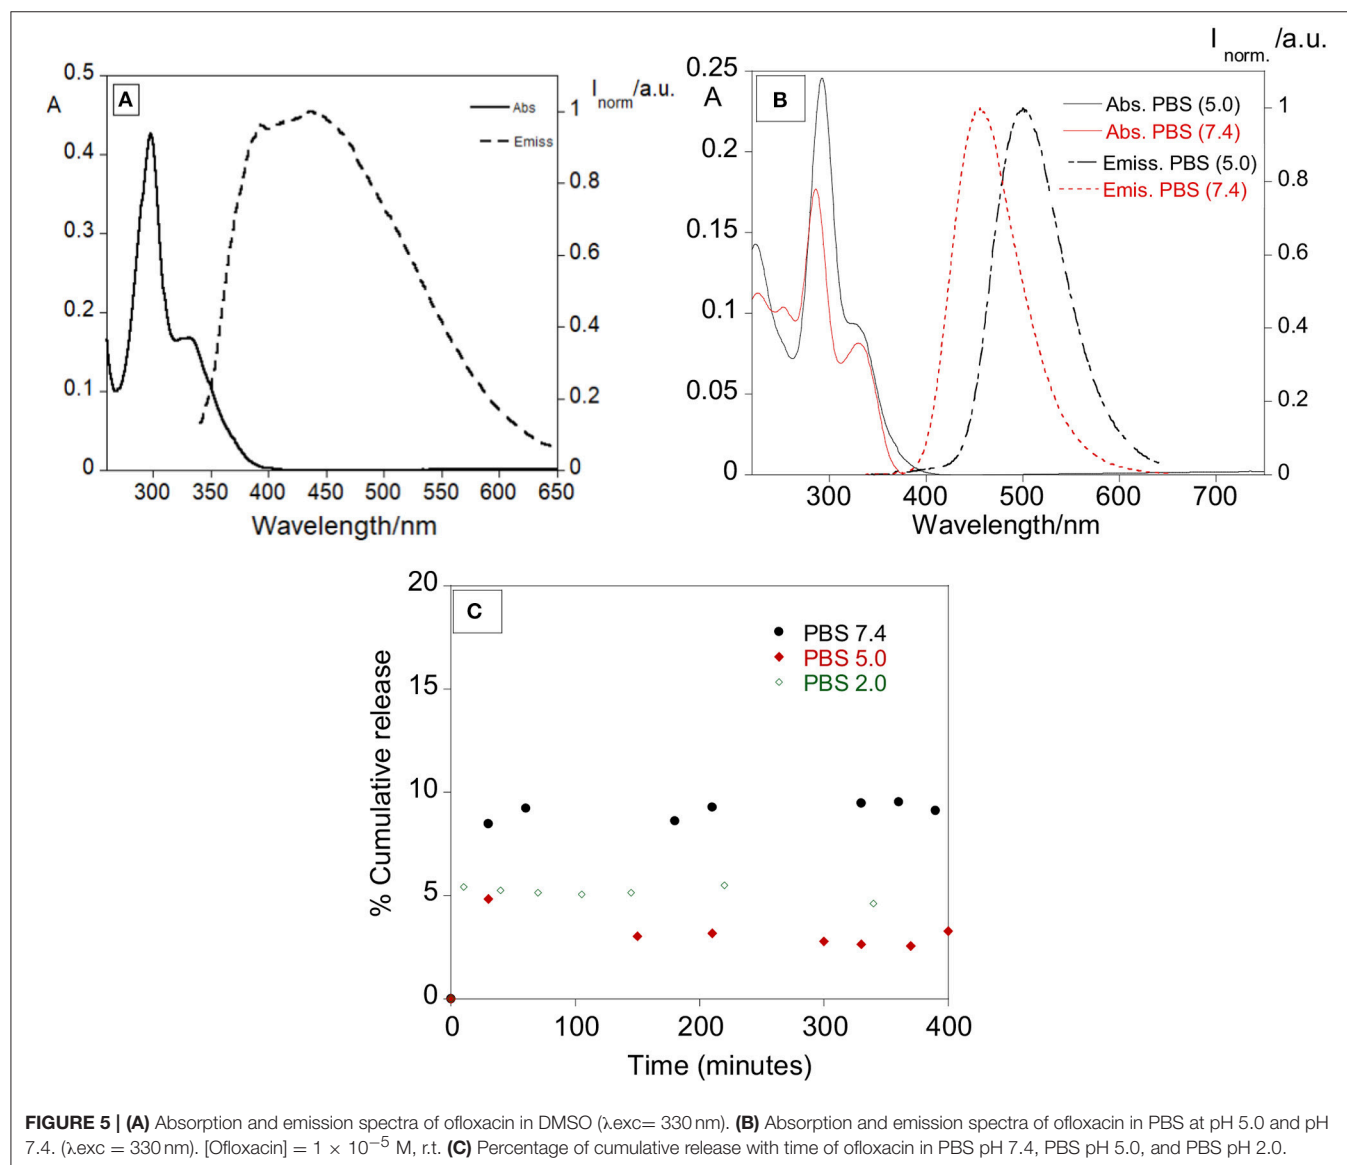 I norm. /a.u.
0.5
A
A
I norm/a.u.
Abs
Emiss
1
0.4
0.8
0.3
0.6
0.2
0.4
0.1
0.2
0
0
300 350 400 450 500 550 600 650
Wavelength/nm
0.25
A
B
Abs. PBS (5.0)
Abs. PBS (7.4)
Emiss. PBS (5.0)
Emis. PBS (7.4)
1
0.2
0.8
0.15
0.6
0.1
0.4
0.05
0.2
0
0
300 400 500 600 700
Wavelength/nm
20
C
PBS 7.4
PBS 5.0
PBS 2.0
15
10
5
0
% Cumulative release
0 100 200 300 400
Time (minutes)
FIGURE 5 | (A) Absorption and emission spectra of ofloxacin in DMSO (λexc= 330 nm). (B) Absorption and emission spectra of ofloxacin in PBS at pH 5.0 and pH
7.4. (λexc = 330 nm). [Ofloxacin] = 1 × 10⁻⁵ M, r.t. (C) Percentage of cumulative release with time of ofloxacin in PBS pH 7.4, PBS pH 5.0, and PBS pH 2.0.